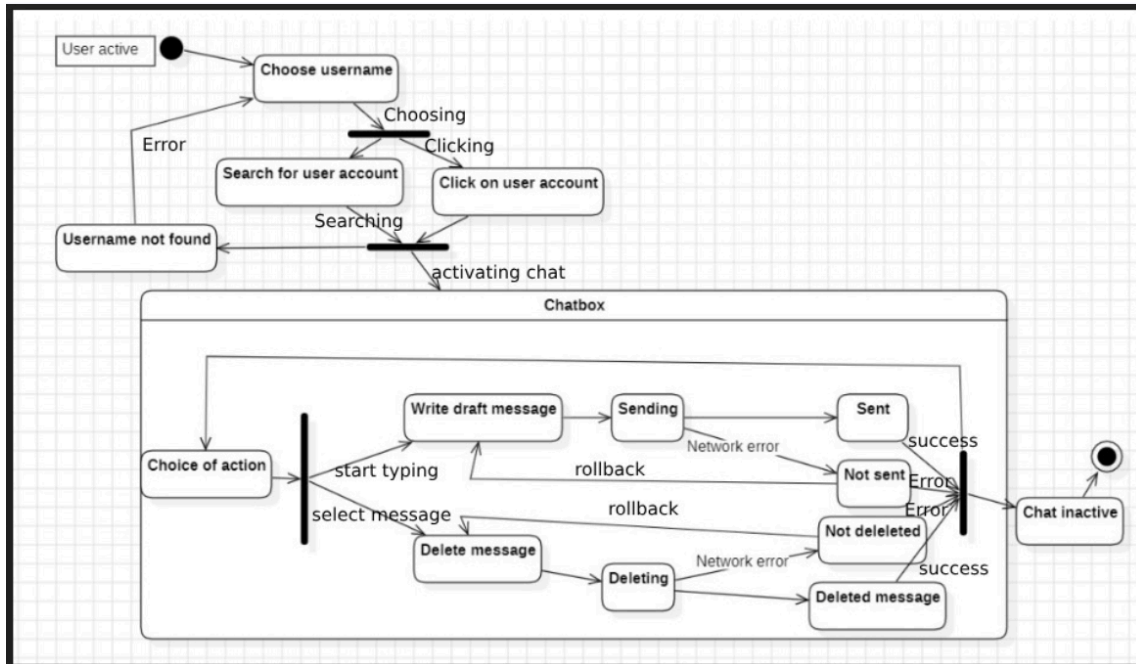 User active
Choose username
Choosing
Clicking
Error
Search for user account
Click on user account
Searching
Username not found
activating chat
Chatbox
Write draft message
Sending
Sent
Network error
success
Choice of action
start typing
rollback
Not sent
Error
select message
rollback
Error
Not deleleted
Chat inactive
Delete message
Network error
success
Deleting
Deleted message